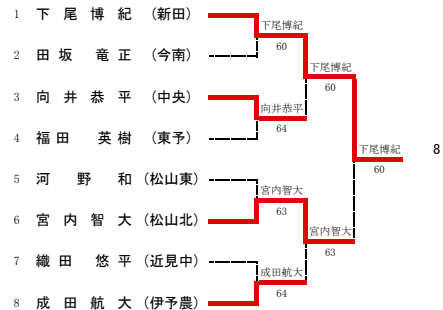 1 下尾博紀 (新田)
下尾博紀
60
2 田坂竜正 (今南)
下尾博紀
60
3 向井恭平 (中央)
向井恭平
64
4 福田英樹 (東予)
下尾博紀
60
8
5 河野和 (松山東)
宮内智大
63
6 宮内智大 (松山北)
宮内智大
63
7 織田悠平 (近見中)
成田航大
64
8 成田航大 (伊予農)